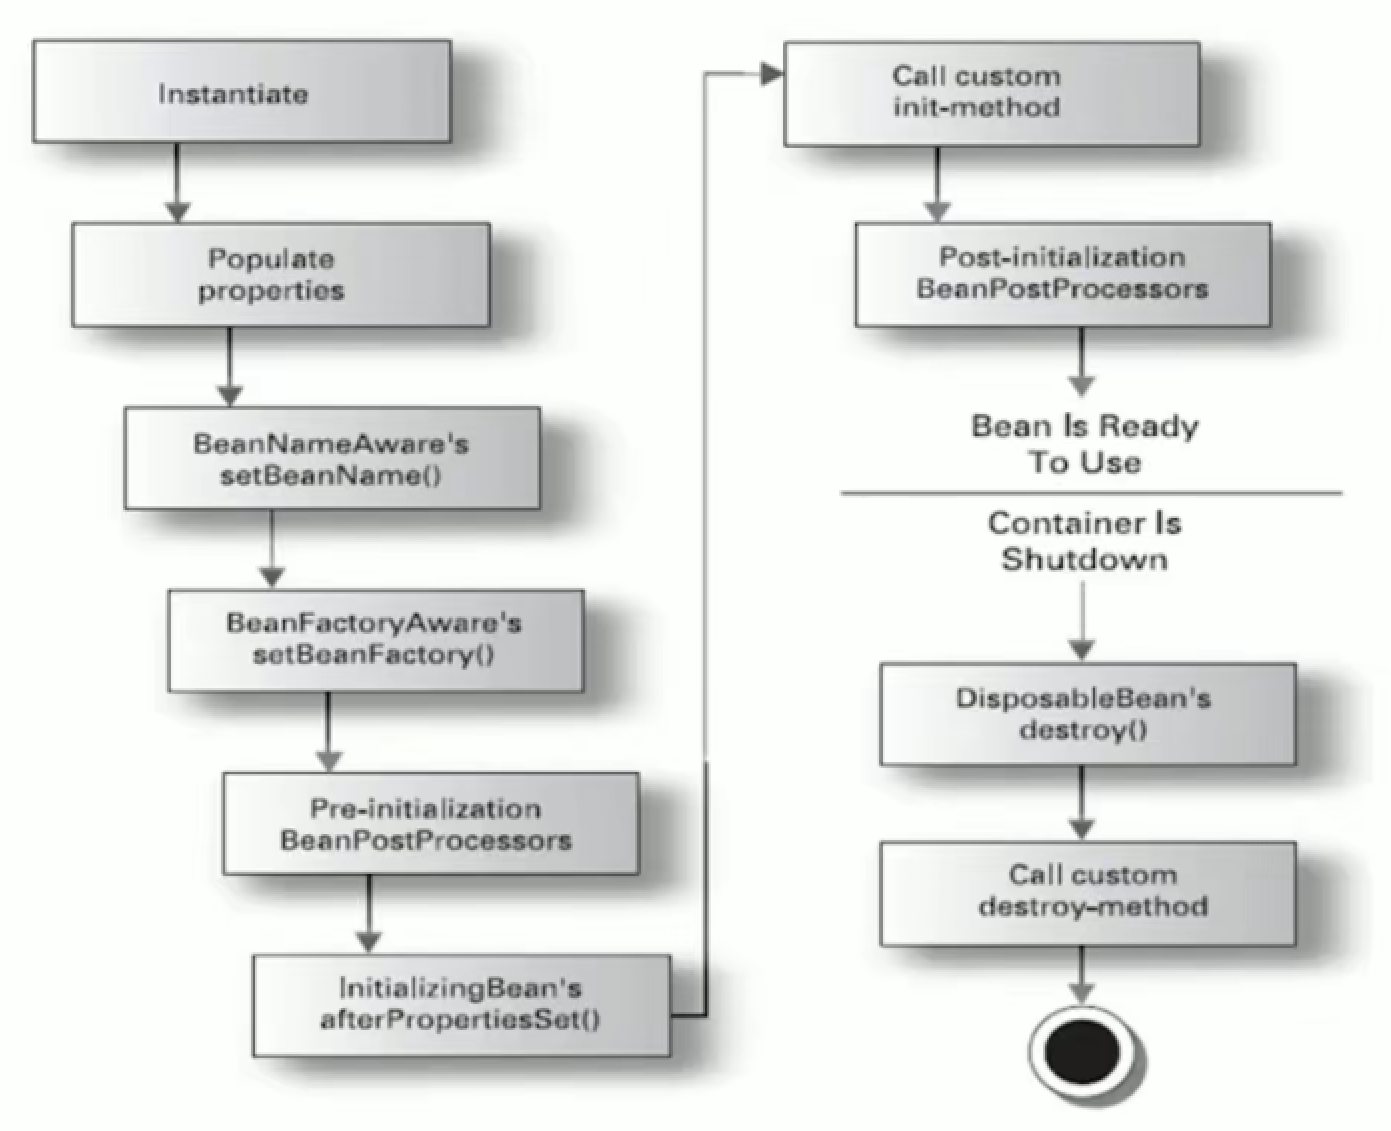 Instantiate
Populate
properties
BeanNameAware's
setBeanName()
BeanFactoryAware's
setBeanFactory()
Pre-initialization
BeanPostProcessors
InitializingBean's
afterPropertiesSet()
Call custom
init-method
Post-initialization
BeanPostProcessors
Bean Is Ready
To Use
Container Is
Shutdown
DisposableBean's
destroy()
Call custom
destroy-method